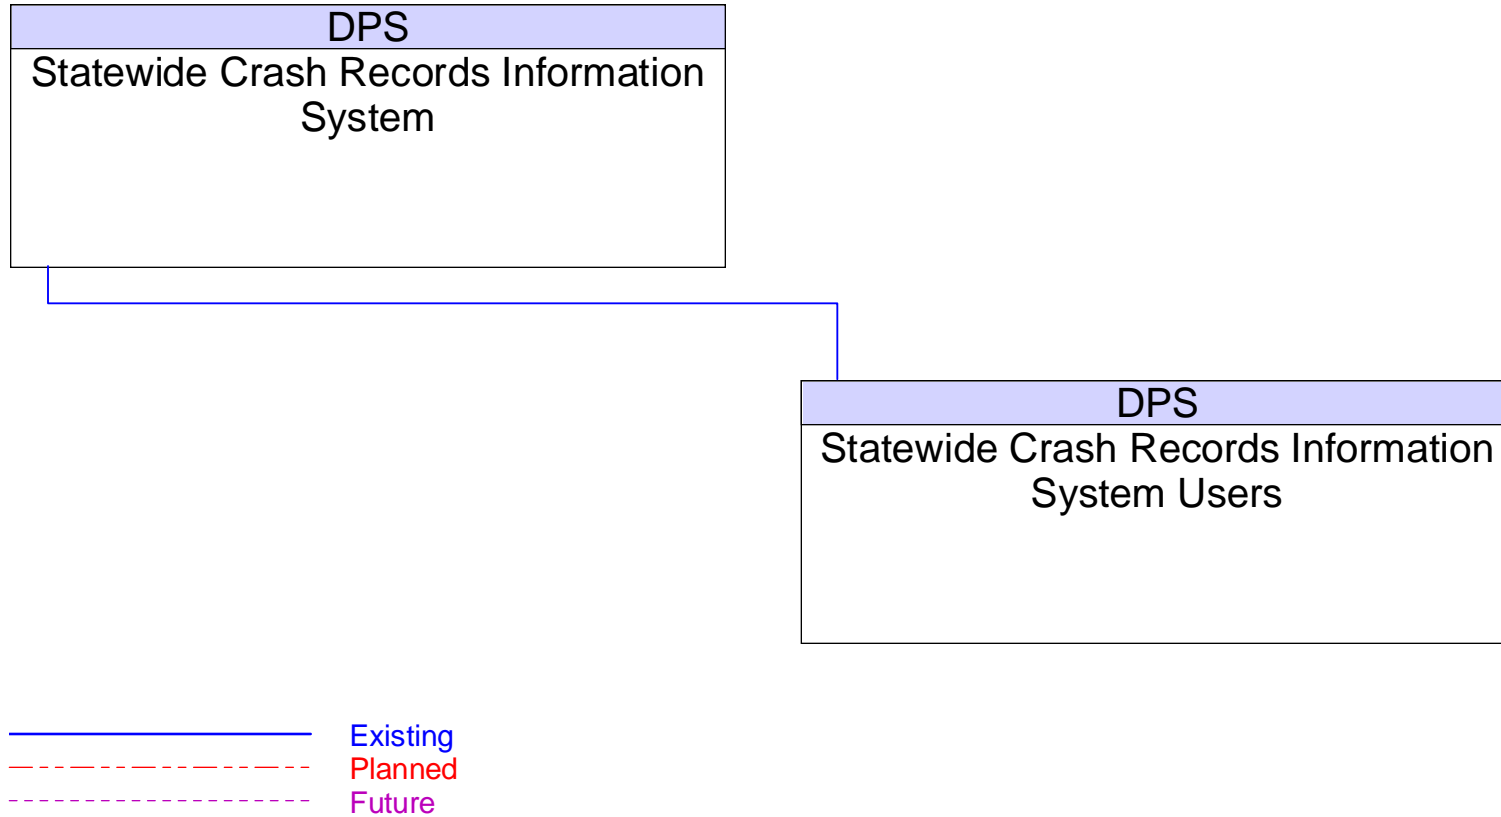 DPS
Statewide Crash Records Information
System
DPS
Statewide Crash Records Information
System Users
Existing
Planned
Future